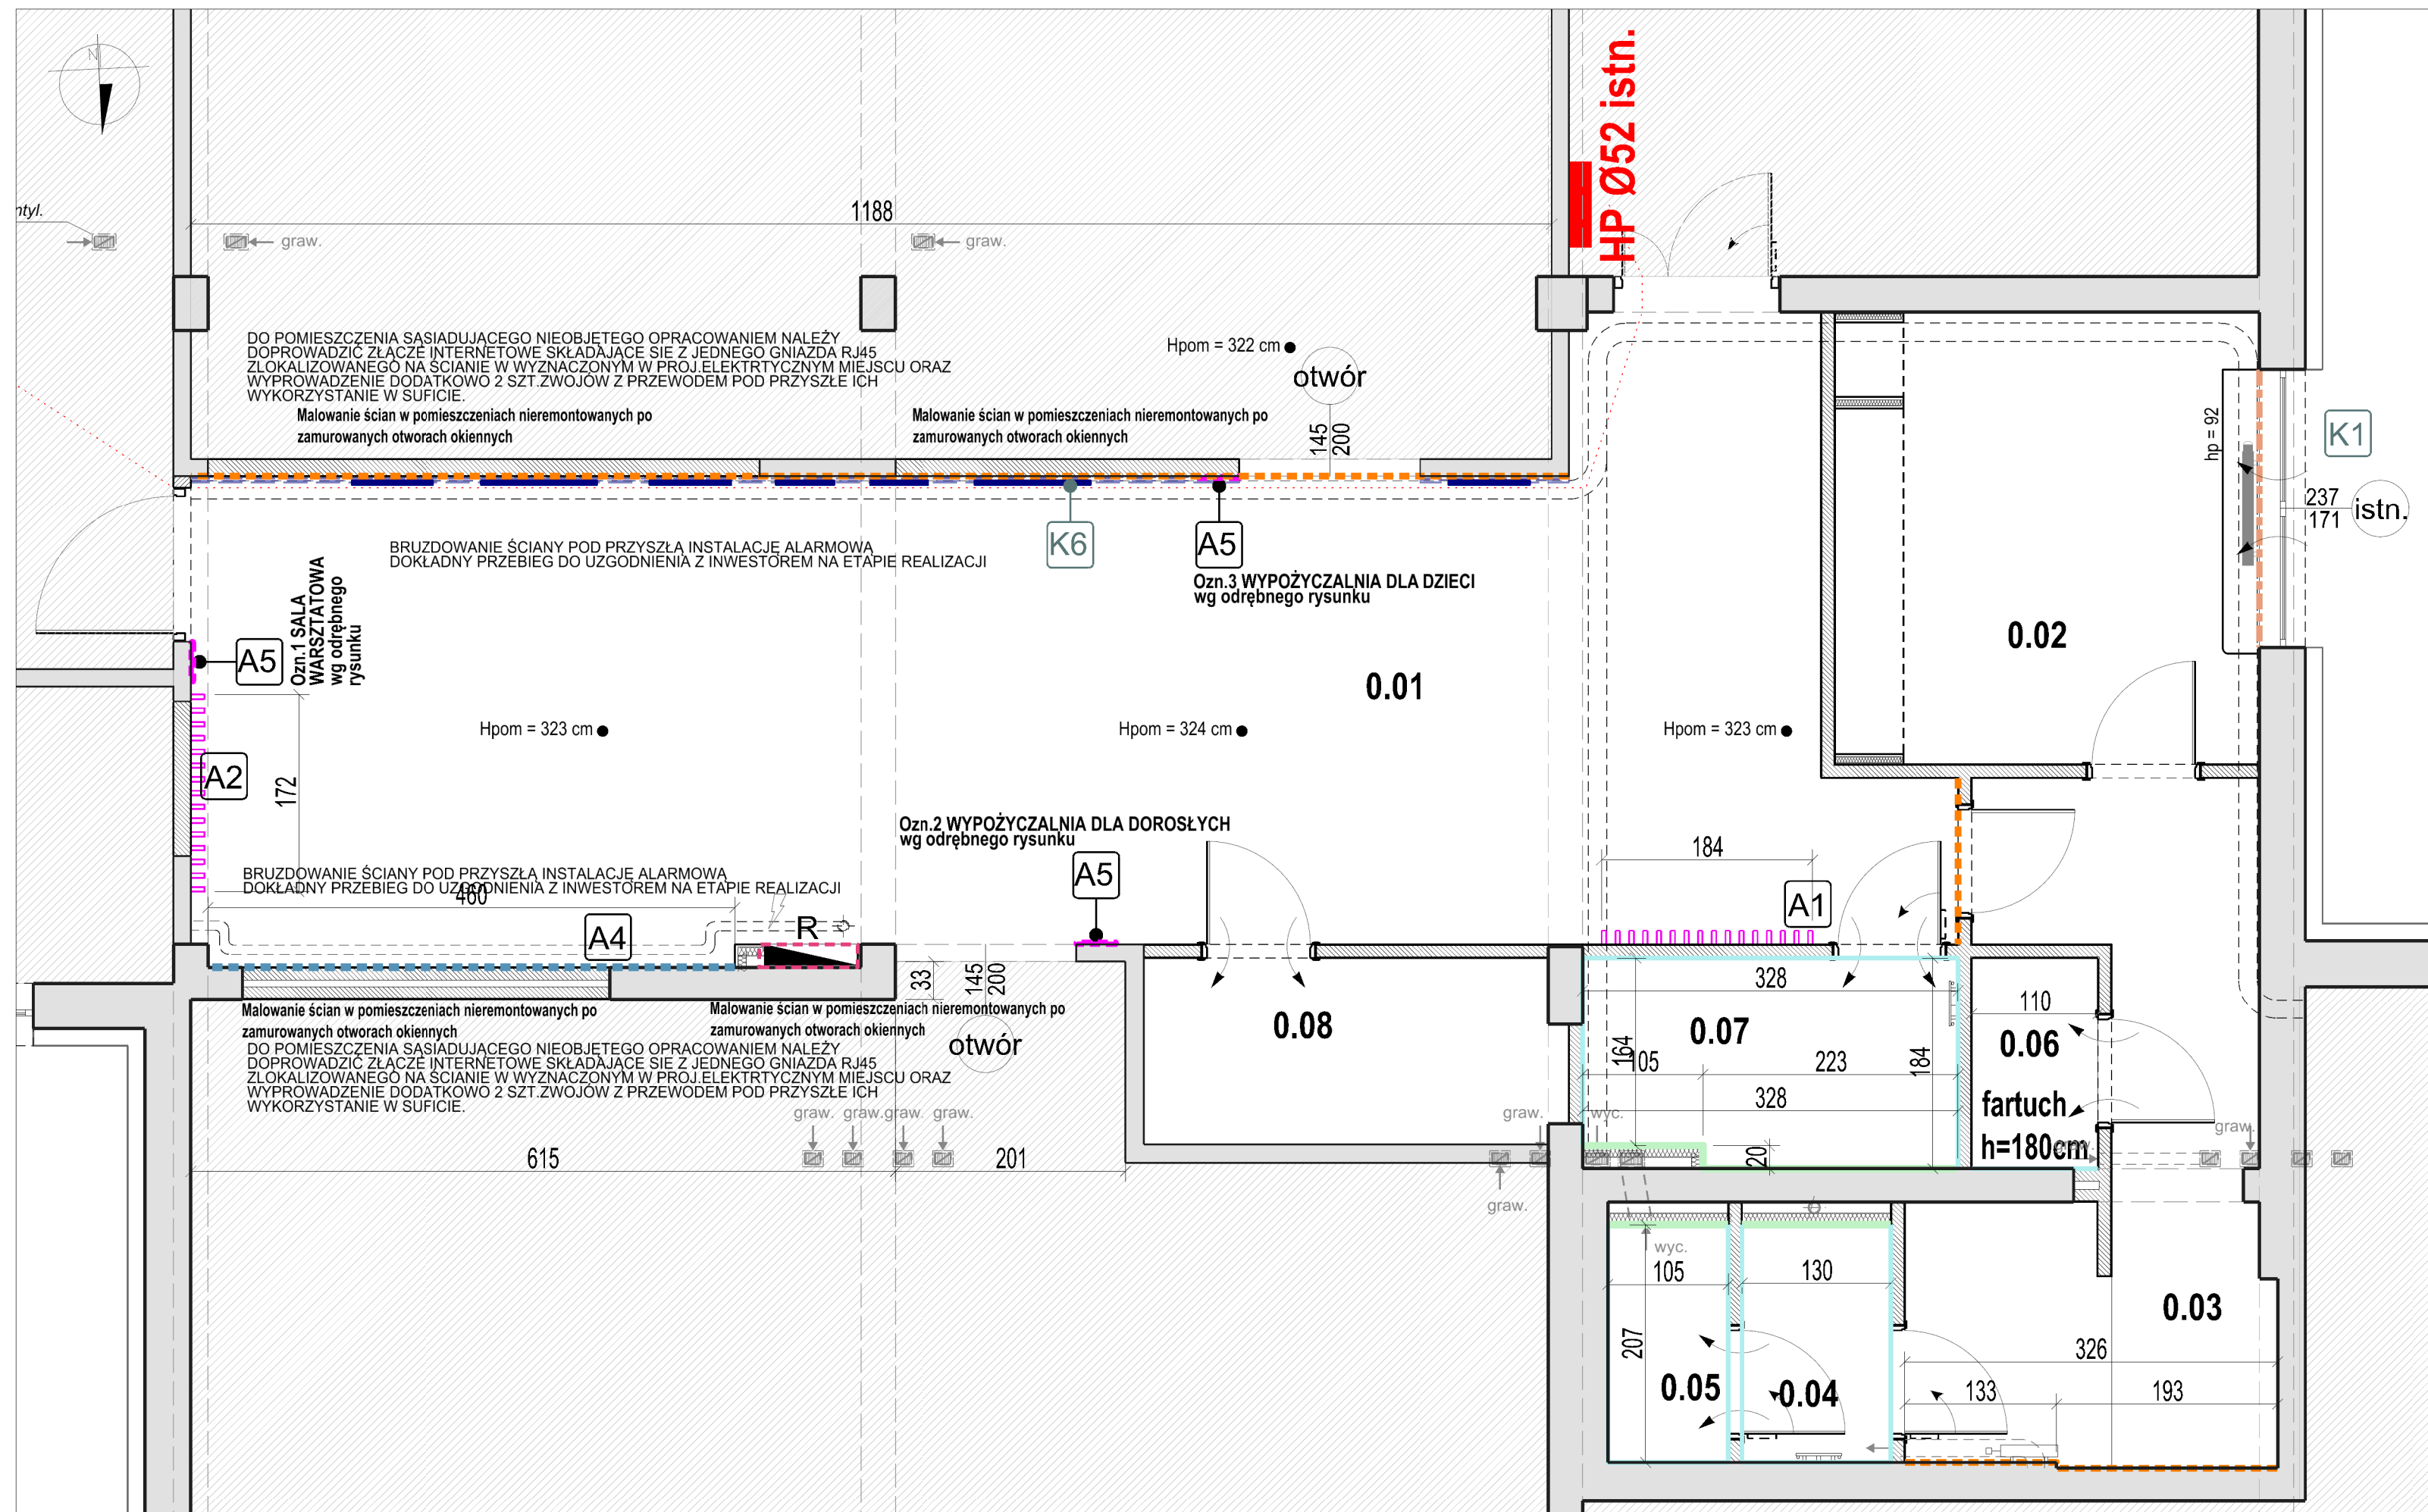 N
HP Ø52 istn.
ntyl.
graw.
1188
graw.
DO POMIESZCZENIA SĄSIADUJĄCEGO NIEOBJĘTEGO OPRACOWANIEM NALEŻY
DOPROWADZIĆ ZŁĄCZE INTERNETOWE SKŁADAJĄCE SIĘ Z JEDNEGO GNIAZDA RJ45
ZLOKALIZOWANEGO NA ŚCIANIE W WYZNACZONYM W PROJ.ELEKTRTYCZNYM MIEJSCU ORAZ
WYPROWADZENIE DODATKOWO 2 SZT.ZWOJÓW Z PRZEWODEM POD PRZYSZŁE ICH
WYKORZYSTANIE W SUFICIE.
Hpom = 322 cm
otwór
145
200
Malowanie ścian w pomieszczeniach nieremontowanych po
zamurowanych otworach okiennych
Malowanie ścian w pomieszczeniach nieremontowanych po
zamurowanych otworach okiennych
hp = 92
K1
237
171
istn.
K6
A5
BRUZDOWANIE ŚCIANY POD PRZYSZŁĄ INSTALACJĘ ALARMOWĄ
DOKŁADNY PRZEBIEG DO UZGODNIENIA Z INWESTOREM NA ETAPIE REALIZACJI
Ozn.3 WYPOŻYCZALNIA DLA DZIECI
wg odrębnego rysunku
A5
Ozn.1 SALA
WARSZTATOWA
wg odrębnego
rysunku
0.01
0.02
Hpom = 323 cm
Hpom = 324 cm
Hpom = 323 cm
A2
172
Ozn.2 WYPOŻYCZALNIA DLA DOROSŁYCH
wg odrębnego rysunku
184
A5
A1
BRUZDOWANIE ŚCIANY POD PRZYSZŁĄ INSTALACJĘ ALARMOWĄ
DOKŁADNY PRZEBIEG DO UZGODNIENIA Z INWESTOREM NA ETAPIE REALIZACJI
460
A4
R
33
145
200
otwór
Malowanie ścian w pomieszczeniach nieremontowanych po
zamurowanych otworach okiennych
Malowanie ścian w pomieszczeniach nieremontowanych po
zamurowanych otworach okiennych
DO POMIESZCZENIA SĄSIADUJĄCEGO NIEOBJĘTEGO OPRACOWANIEM NALEŻY
DOPROWADZIĆ ZŁĄCZE INTERNETOWE SKŁADAJĄCE SIĘ Z JEDNEGO GNIAZDA RJ45
ZLOKALIZOWANEGO NA ŚCIANIE W WYZNACZONYM W PROJ.ELEKTRTYCZNYM MIEJSCU ORAZ
WYPROWADZENIE DODATKOWO 2 SZT.ZWOJÓW Z PRZEWODEM POD PRZYSZŁE ICH
WYKORZYSTANIE W SUFICIE.
0.08
328
0.07
164
105
223
184
328
110
0.06
fartuch
h=180cm
graw.
graw.
graw.
graw.
graw.
wyc.
graw.
graw.
615
201
20
graw.
wyc.
105
130
207
0.05
0.04
0.03
326
133
193